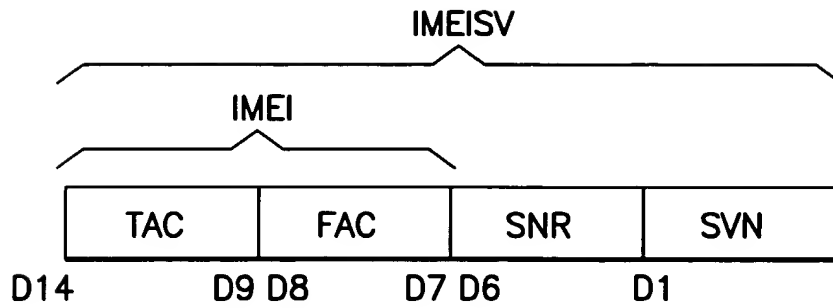 IMEISV
IMEI
TAC FAC SNR SVN
D14 D9 D8 D7 D6 D1